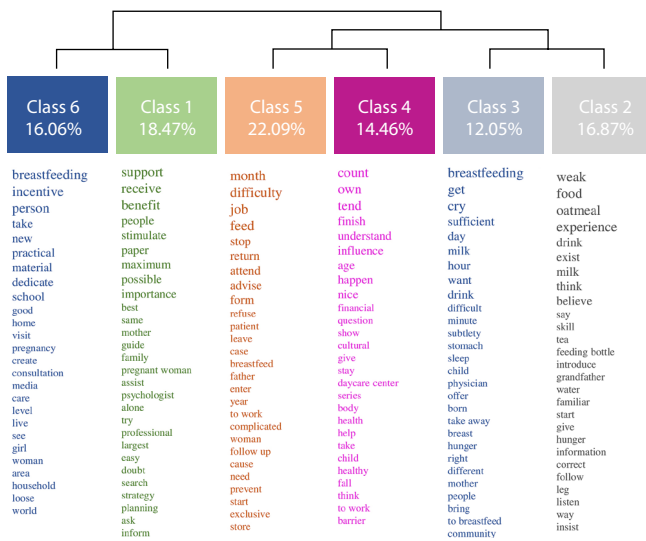 Class 6
16.06%
Class 1
18.47%
Class 5
22.09%
Class 4
14.46%
Class 3
12.05%
Class 2
16.87%
breastfeeding
incentive
person
take
new
practical
material
dedicate
school
good
home
visit
pregnancy
create
consultation
media
care
level
live
see
girl
woman
area
household
loose
world
support
receive
benefit
people
stimulate
paper
maximum
possible
importance
best
same
mother
guide
family
pregnant woman
assist
psychologist
alone
try
professional
largest
easy
doubt
search
strategy
planning
ask
inform
month
difficulty
job
feed
stop
return
attend
advise
form
refuse
patient
leave
case
breastfeed
father
enter
year
to work
complicated
woman
follow up
cause
need
prevent
start
exclusive
store
count
own
tend
finish
understand
influence
age
happen
nice
financial
question
show
cultural
give
stay
daycare center
series
body
health
help
take
child
healthy
fall
think
to work
barrier
breastfeeding
get
cry
sufficient
day
milk
hour
want
drink
difficult
minute
subtlety
stomach
sleep
child
physician
offer
born
take away
breast
hunger
right
different
mother
people
bring
to breastfeed
community
weak
food
oatmeal
experience
drink
exist
milk
think
believe
say
skill
tea
feeding bottle
introduce
grandfather
water
familiar
start
give
hunger
information
correct
follow
leg
listen
way
insist